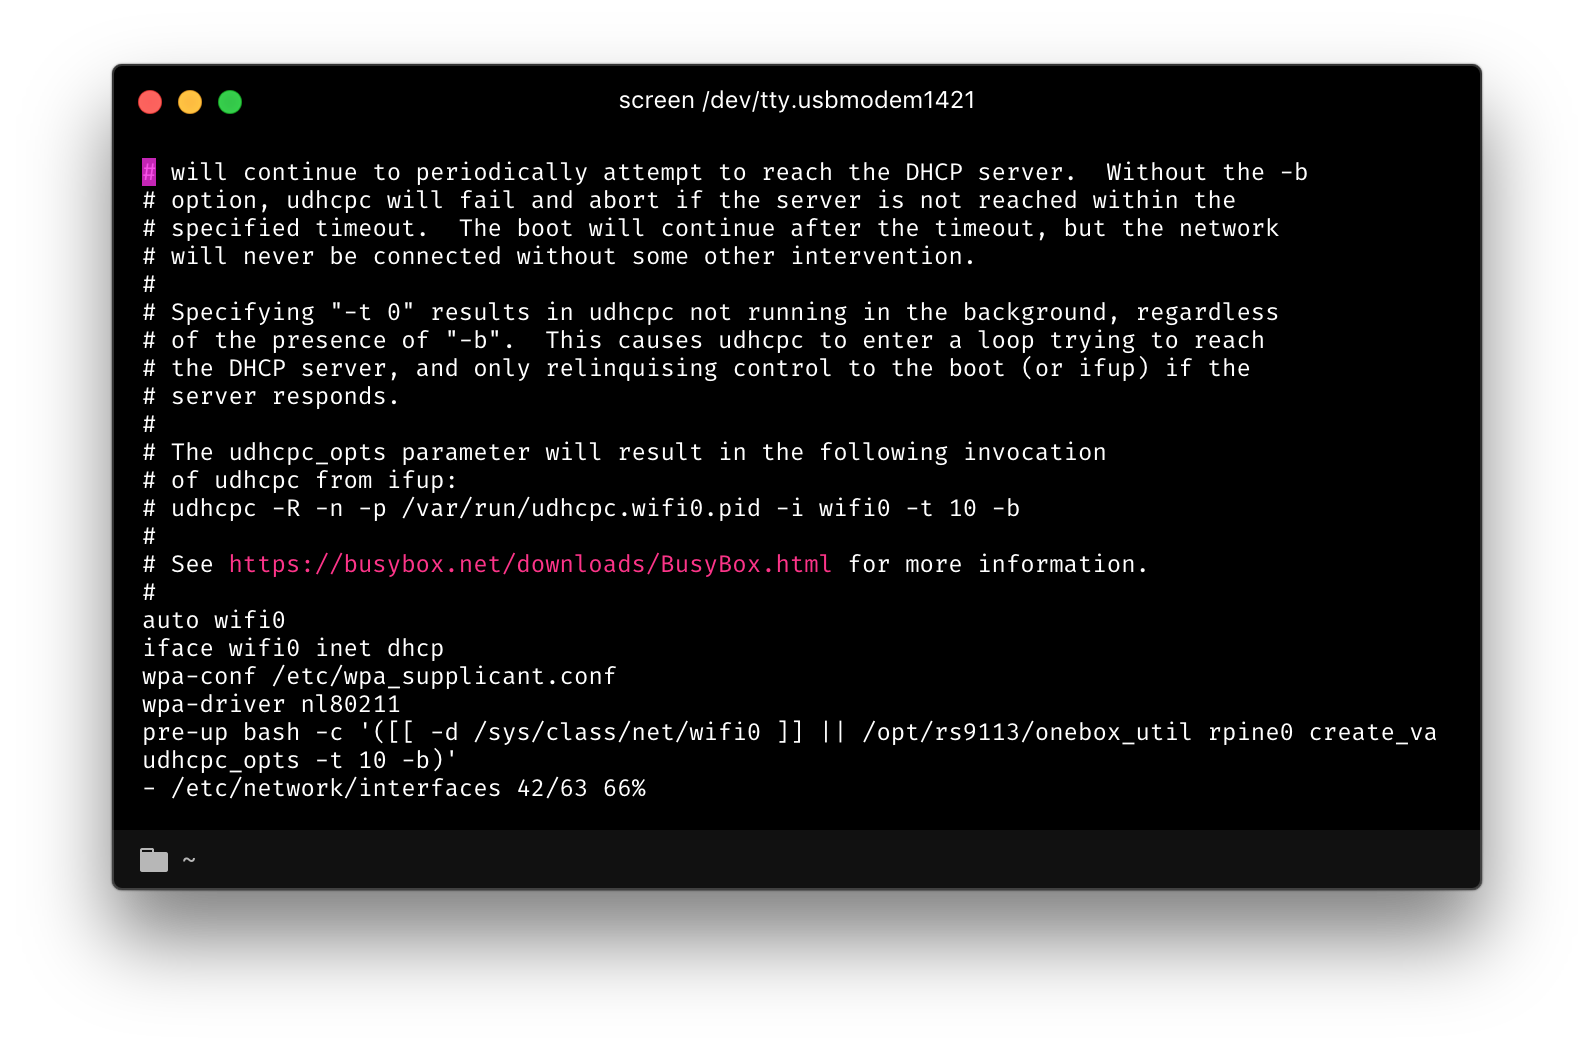 screen /dev/tty.usbmodem1421
# will continue to periodically attempt to reach the DHCP server.  Without the -b
# option, udhcpc will fail and abort if the server is not reached within the
# specified timeout.  The boot will continue after the timeout, but the network
# will never be connected without some other intervention.
#
# Specifying "-t 0" results in udhcpc not running in the background, regardless
# of the presence of "-b".  This causes udhcpc to enter a loop trying to reach
# the DHCP server, and only relinquising control to the boot (or ifup) if the
# server responds.
#
# The udhcpc_opts parameter will result in the following invocation
# of udhcpc from ifup:
# udhcpc -R -n -p /var/run/udhcpc.wifi0.pid -i wifi0 -t 10 -b
#
# See https://busybox.net/downloads/BusyBox.html for more information.
#
auto wifi0
iface wifi0 inet dhcp
wpa-conf /etc/wpa_supplicant.conf
wpa-driver nl80211
pre-up bash -c '([[ -d /sys/class/net/wifi0 ]] || /opt/rs9113/onebox_util rpine0 create_va
udhcpc_opts -t 10 -b)'
- /etc/network/interfaces 42/63 66%
~